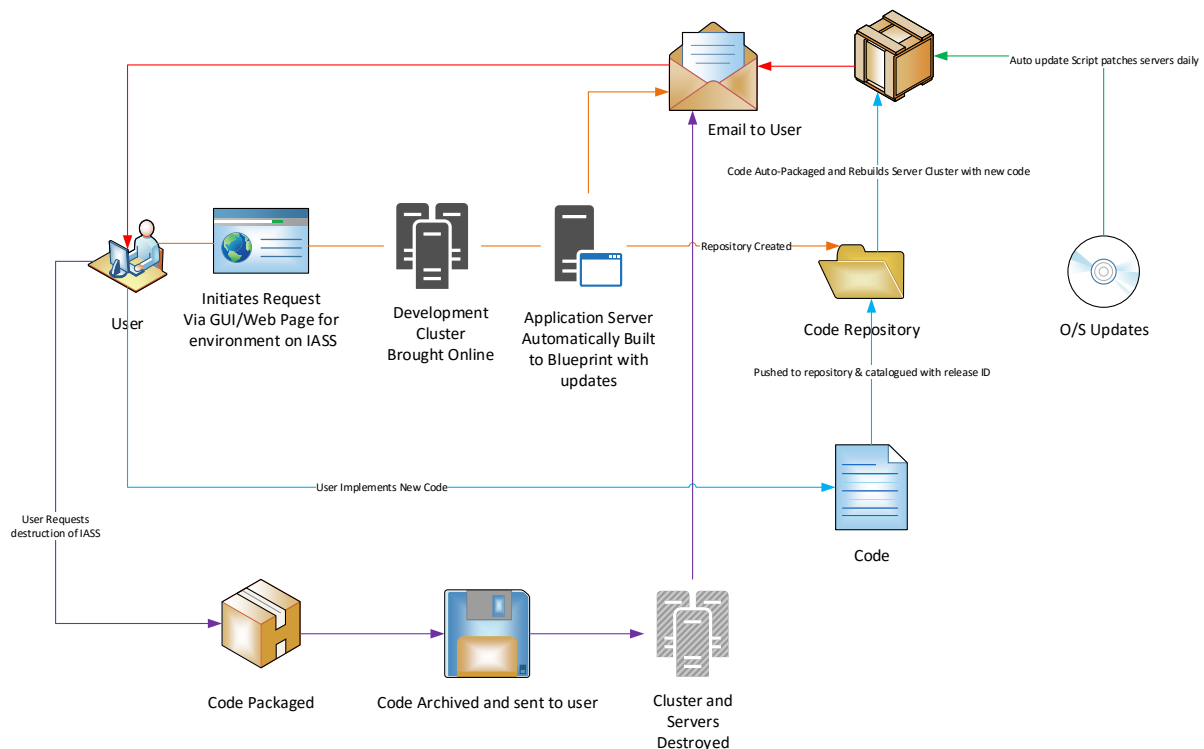 Auto update Script patches servers daily
Email to User
Code Auto-Packaged and Rebuilds Server Cluster with new code
Repository Created
User
Initiates Request
Via GUI/Web Page for
environment on IASS
Development
Cluster
Brought Online
Application Server
Automatically Built
to Blueprint with
updates
Code Repository
O/S Updates
Pushed to repository & catalogued with release ID
User Implements New Code
User Requests
destruction of IASS
Code
Code Packaged
Code Archived and sent to user
Cluster and
Servers
Destroyed